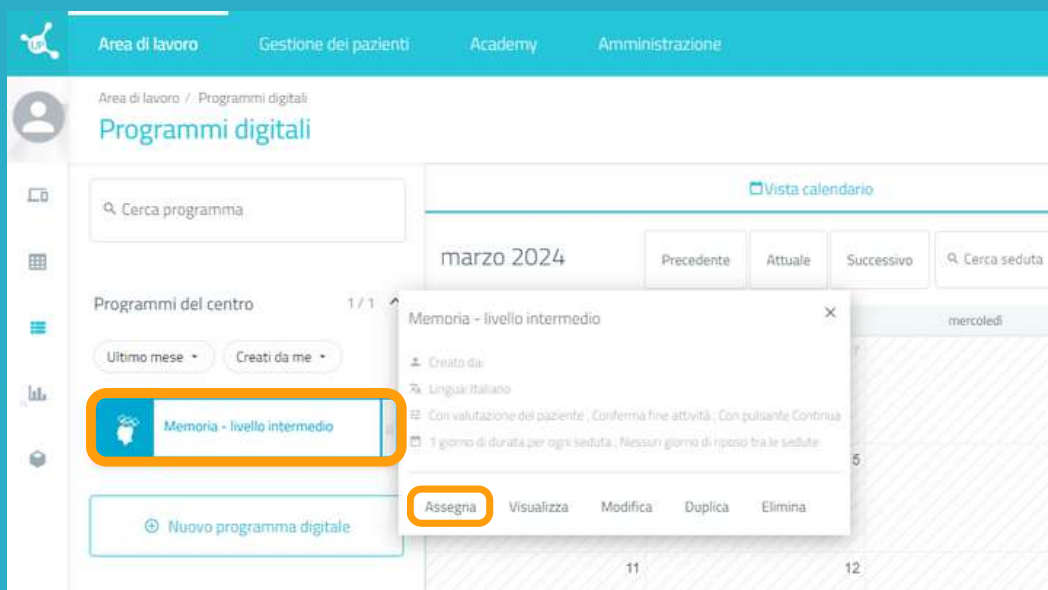 UP
Area di lavoro Gestione dei pazienti Academy Amministrazione
Area di lavoro / Programmi digitali
Programmi digitali
Cerca programma
Vista calendario
marzo 2024 Precedente Attuale Successivo Cerca seduta
Programmi del centro 1 / 1
mercoledì
Ultimo mese Creati da me
Memoria - livello intermedio
Nuovo programma digitale
Memoria - livello intermedio
Creato da:
Lingua: Italiano
Con valutazione del paziente , Conferma fine attività , Con pulsante Continua
1 giorno di durata per ogni seduta , Nessun giorno di riposo tra le sedute
Assegna Visualizza Modifica Duplica Elimina
5
11 12